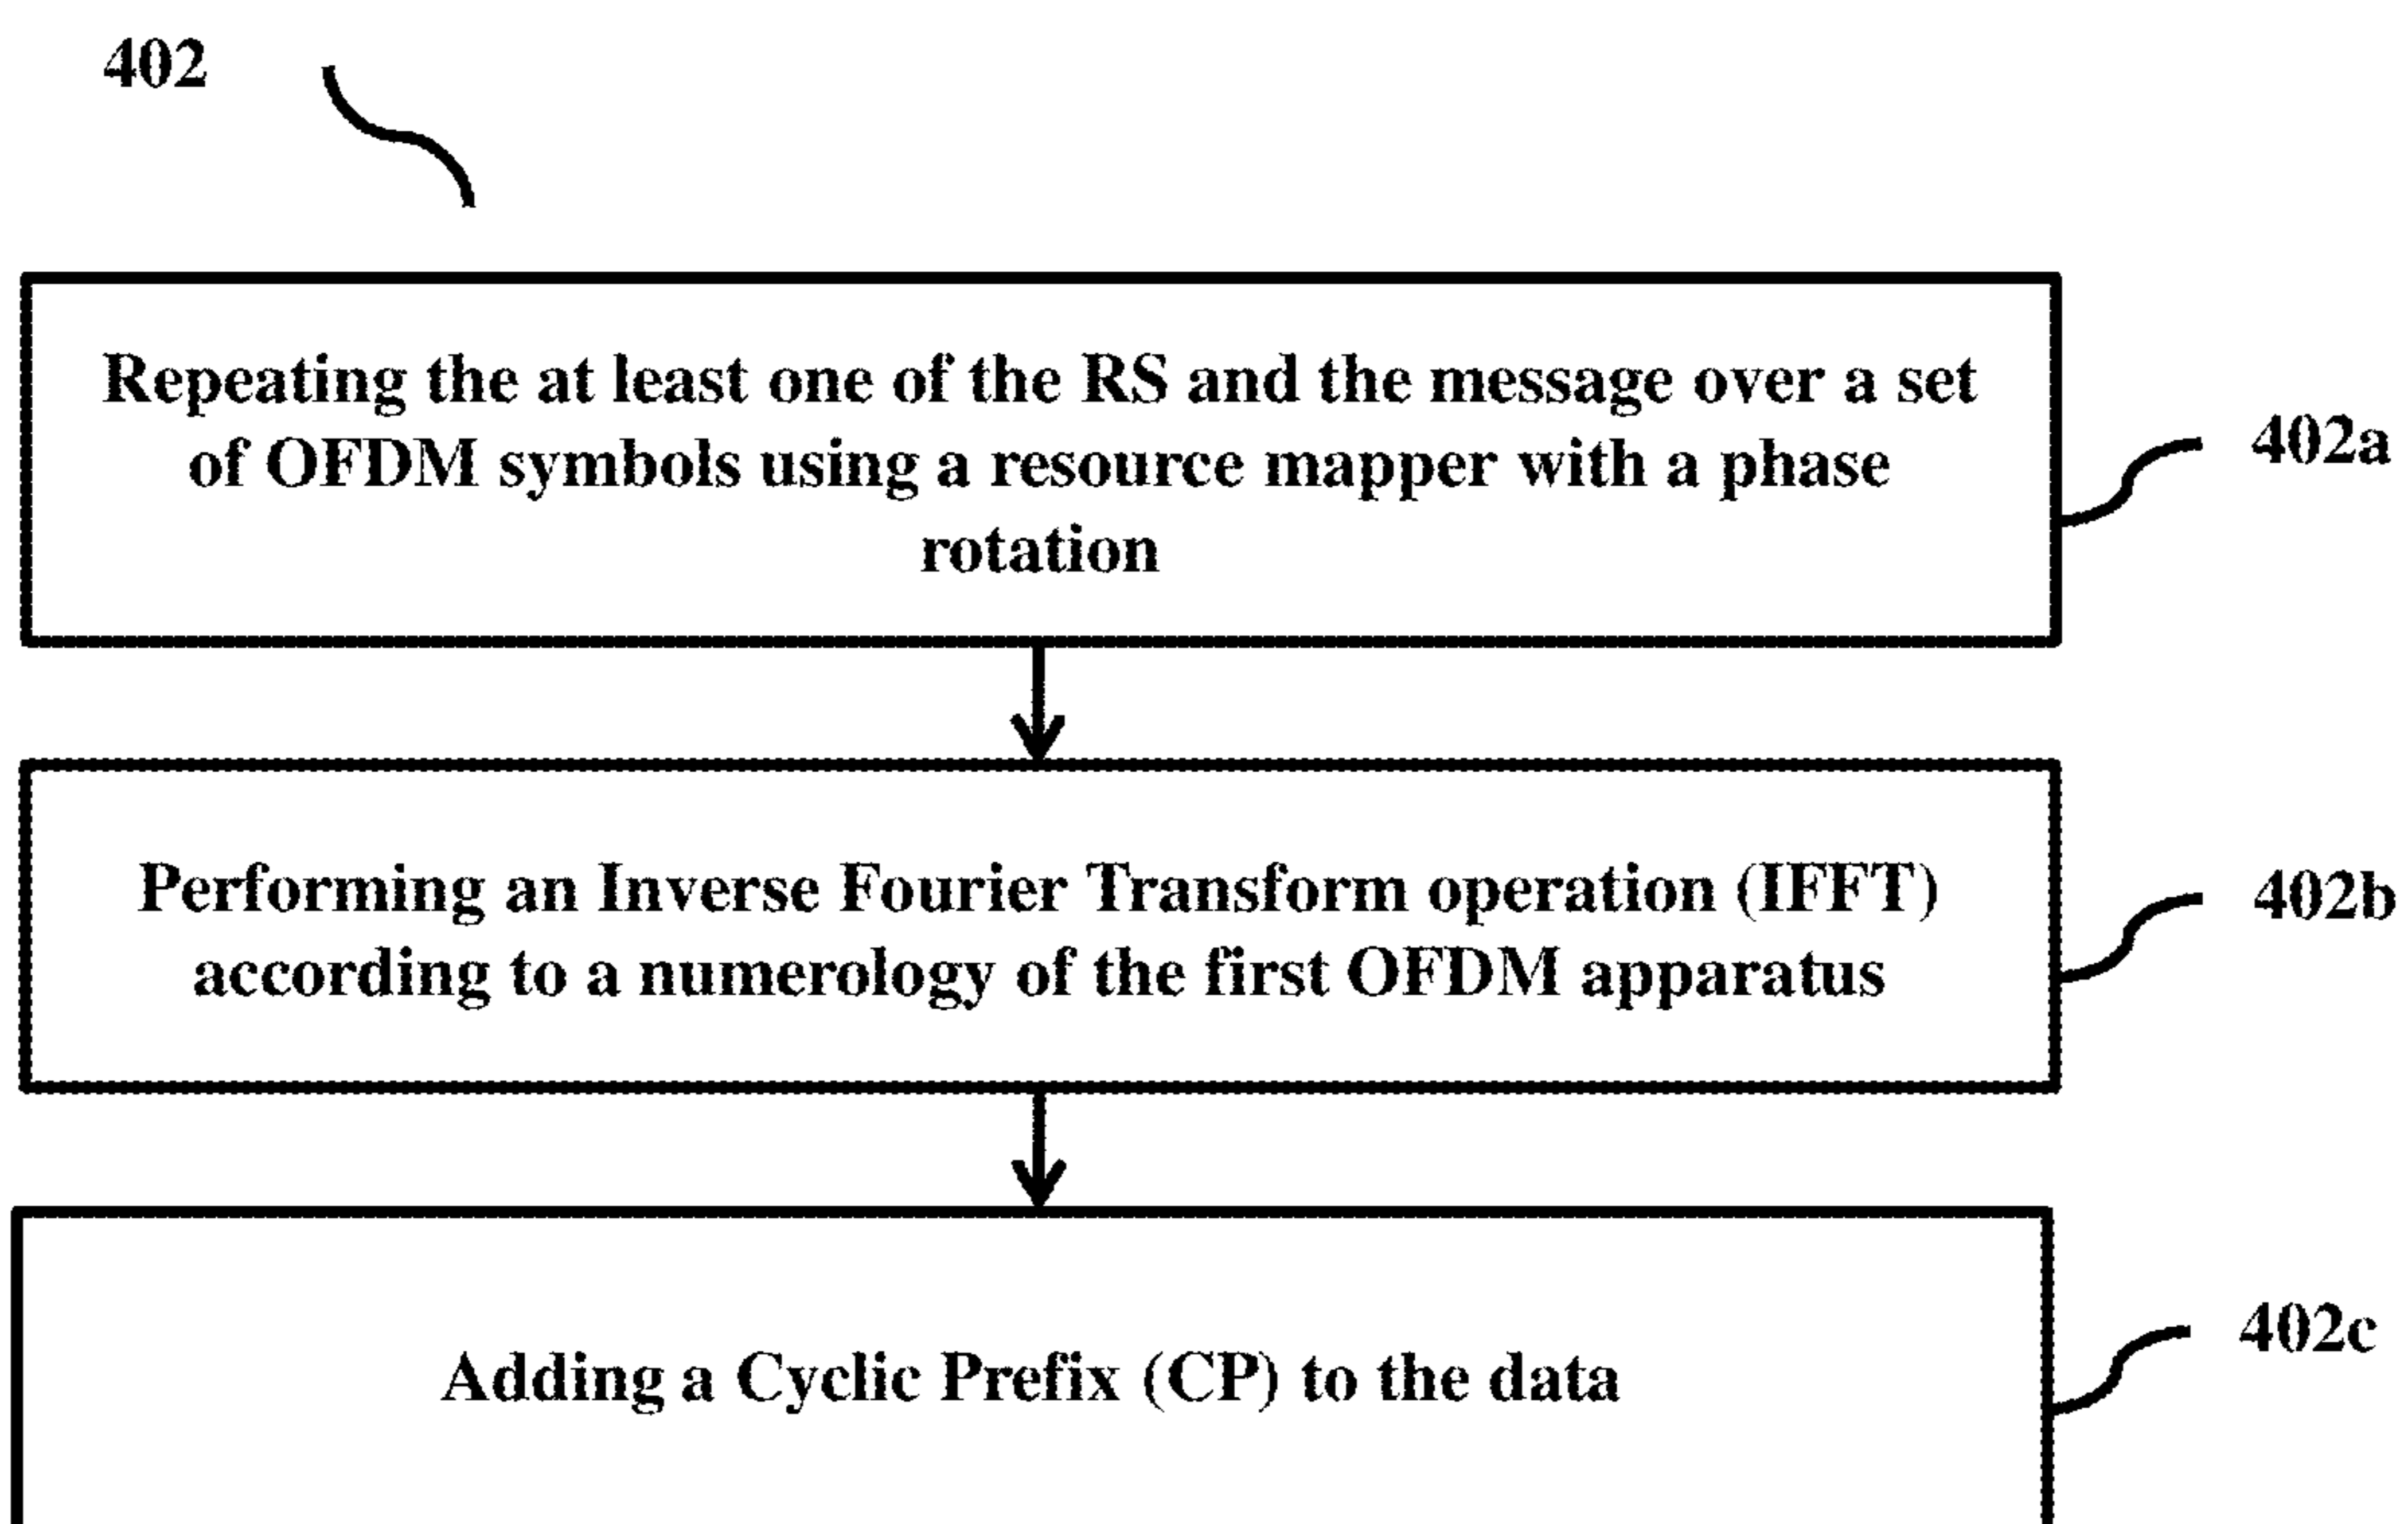 402
Repeating the at least one of the RS and the message over a set
of OFDM symbols using a resource mapper with a phase
rotation
402a
Performing an Inverse Fourier Transform operation (IFFT)
according to a numerology of the first OFDM apparatus
402b
Adding a Cyclic Prefix (CP) to the data
402c